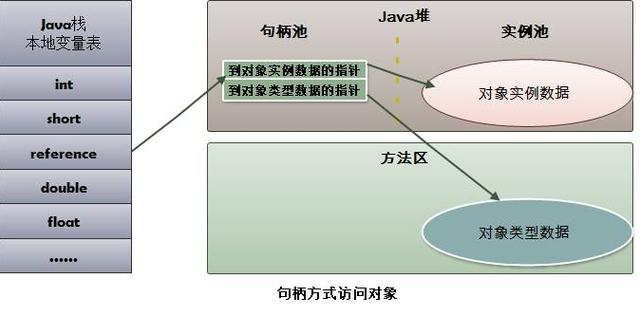 Java栈
本地变量表
int
short
reference
double
float
......
Java堆
句柄池
实例池
到对象实例数据的指针
到对象类型数据的指针
对象实例数据
方法区
对象类型数据
句柄方式访问对象